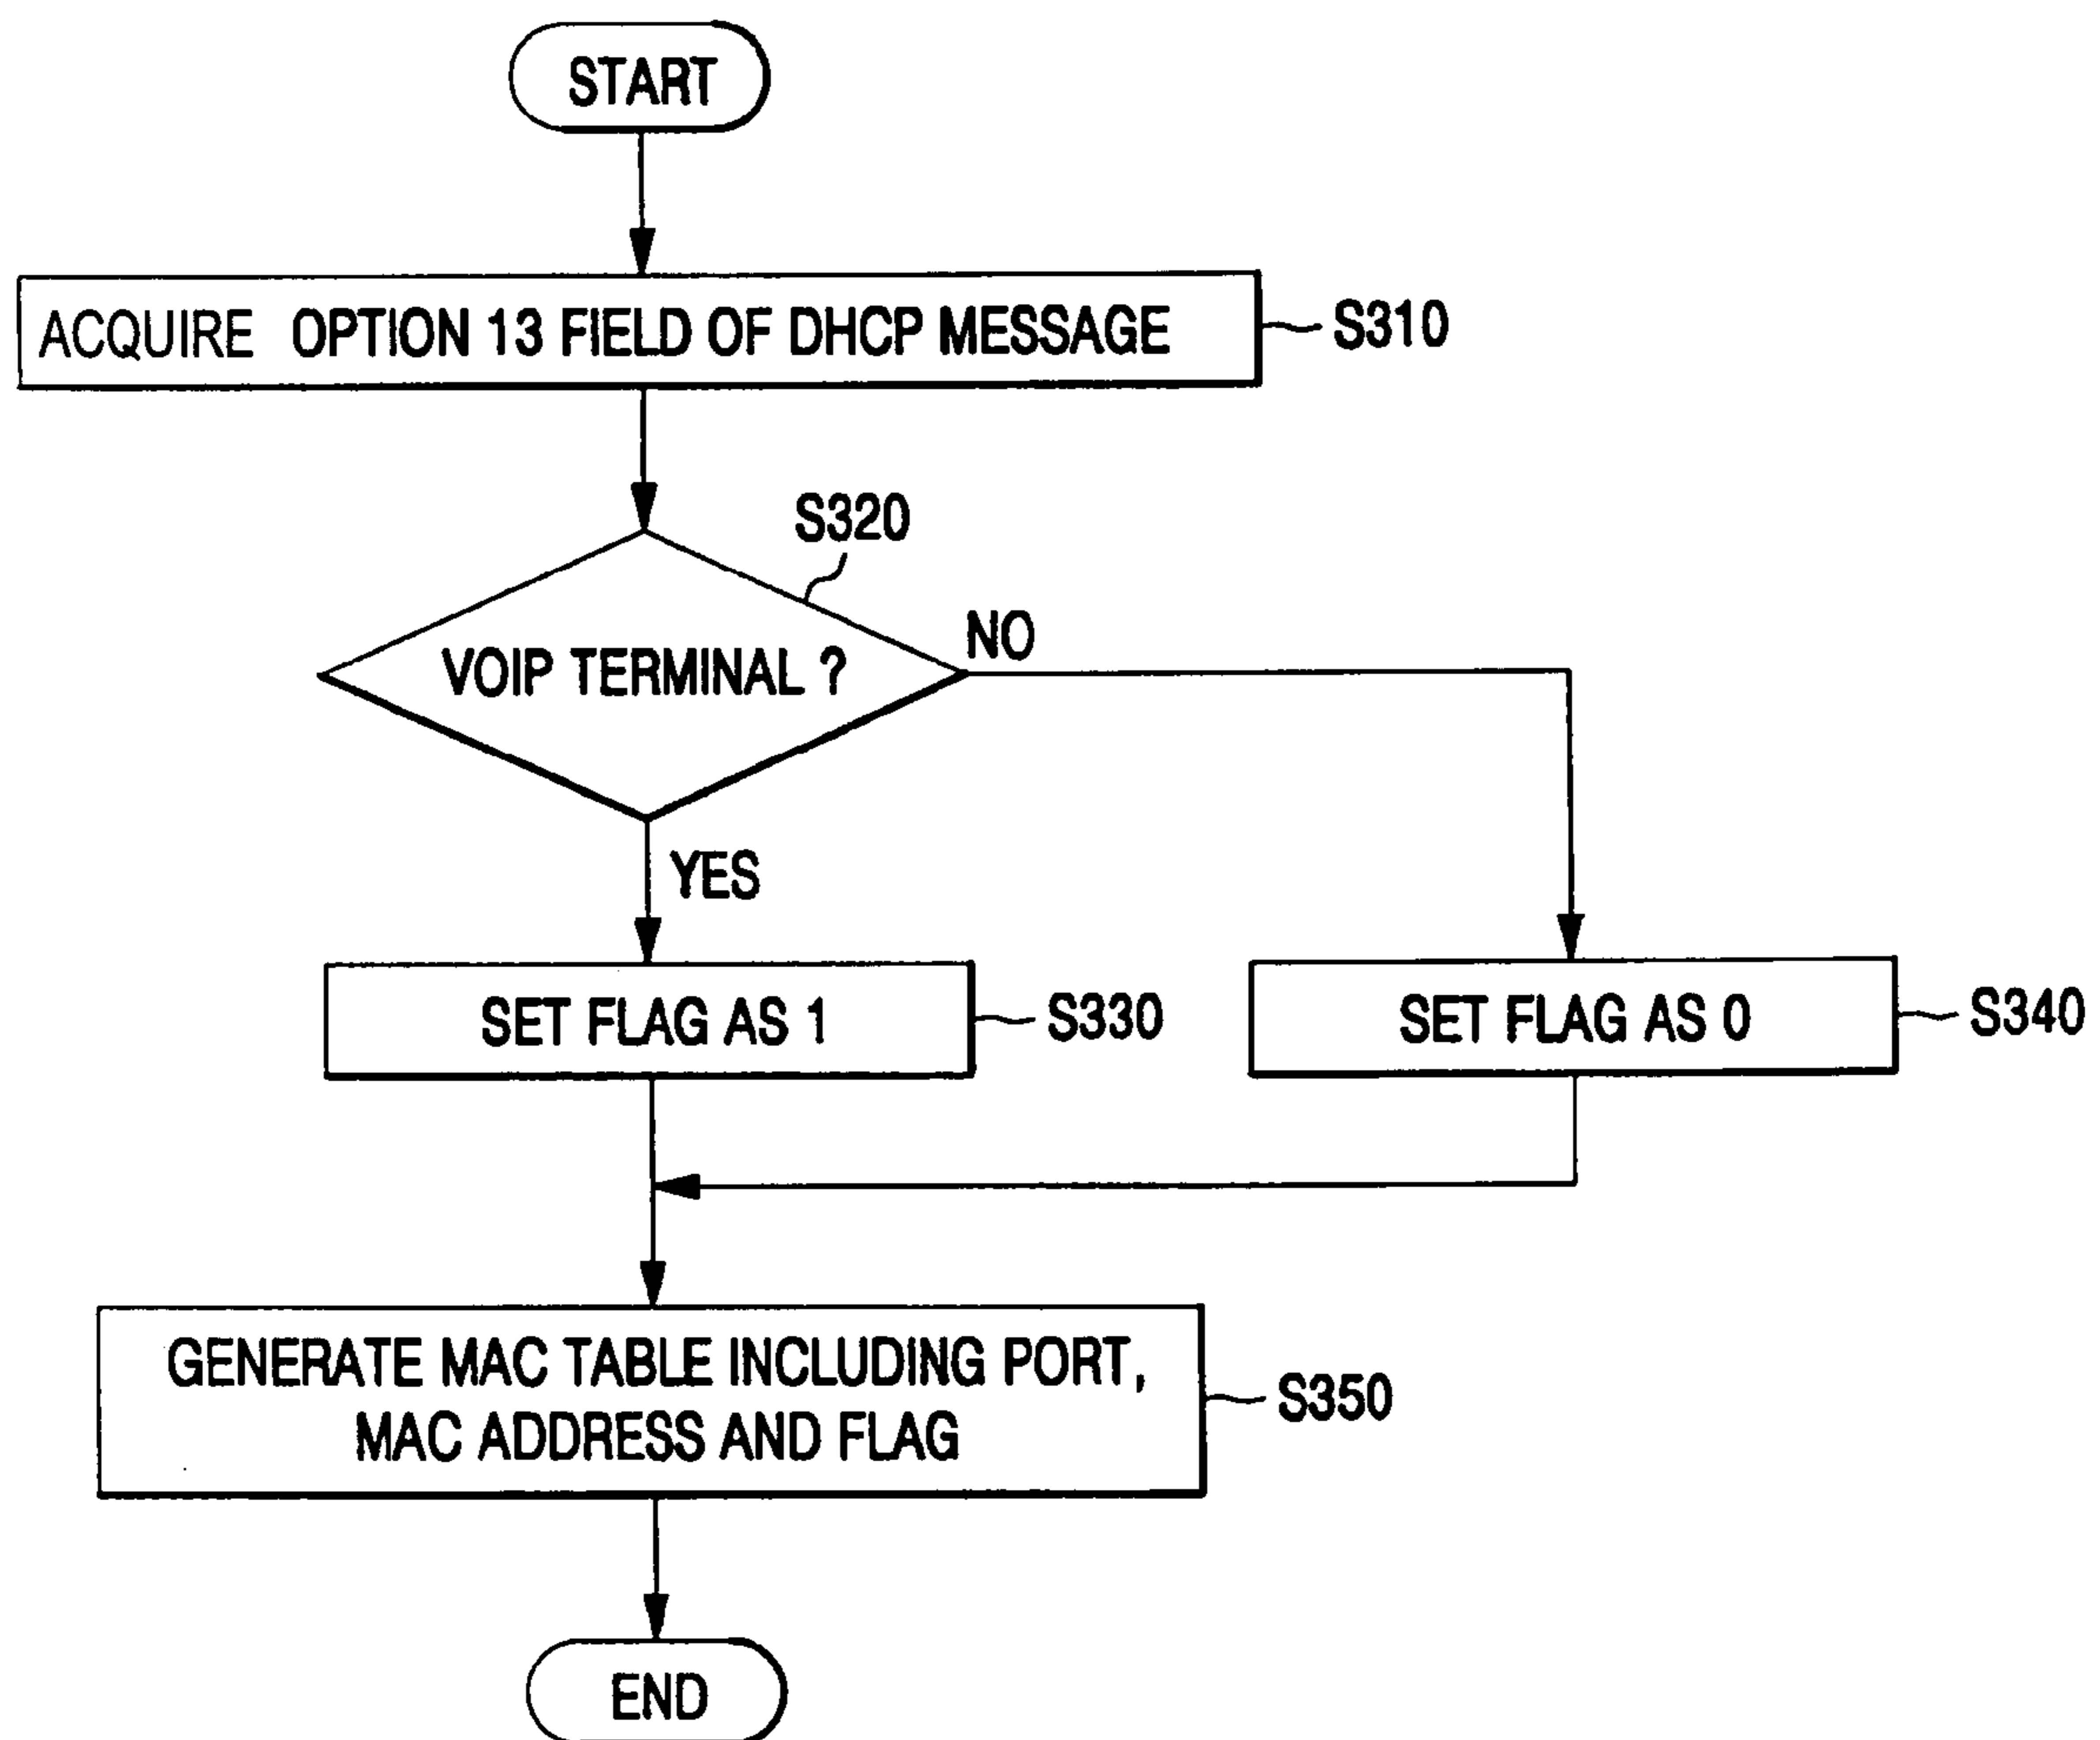 START
ACQUIRE OPTION 13 FIELD OF DHCP MESSAGE
S310
S320
VOIP TERMINAL ?
NO
YES
SET FLAG AS 1
S330
SET FLAG AS 0
S340
GENERATE MAC TABLE INCLUDING PORT,
MAC ADDRESS AND FLAG
S350
END